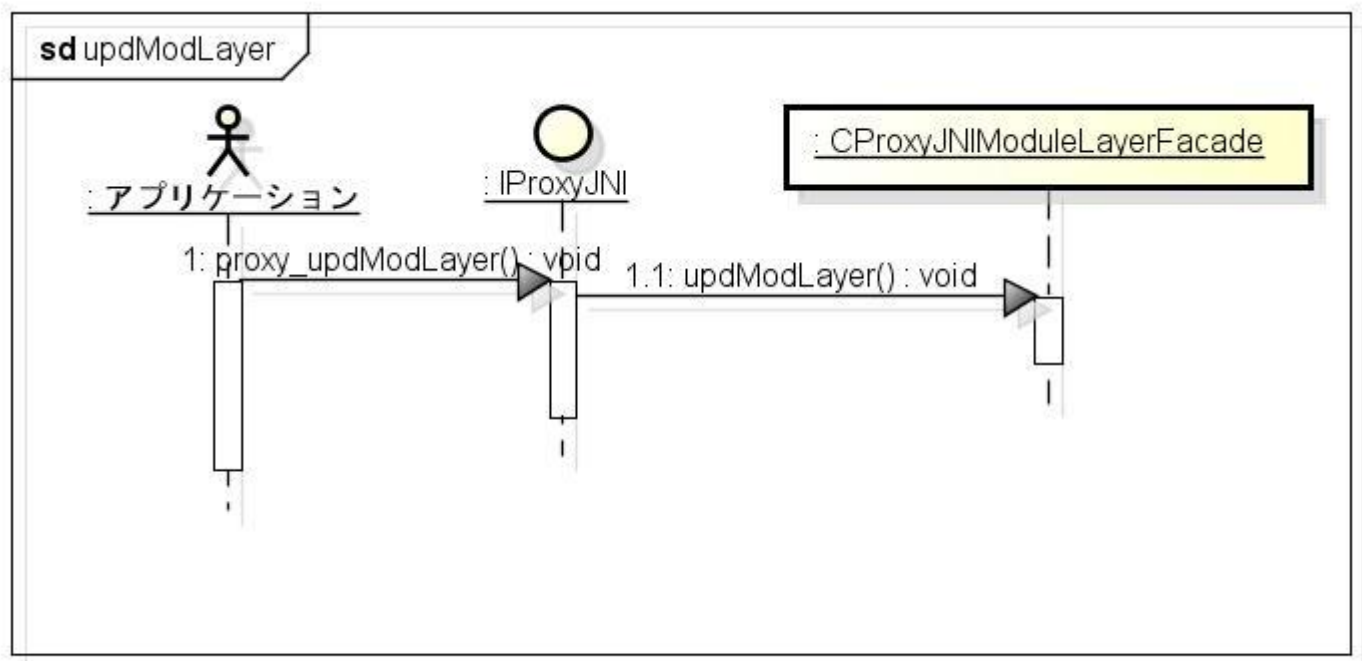 sd updModLayer
: アプリケーション
: IProxyJNI
: CProxyJNIModuleLayerFacade
1: proxy_updModLayer() : void
1.1: updModLayer() : void